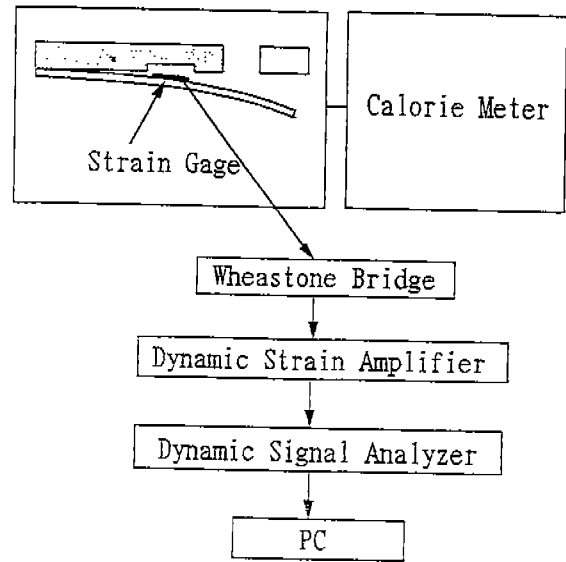 Calorie Meter
Strain Gage
Wheastone Bridge
Dynamic Strain Amplifier
Dynamic Signal Analyzer
PC